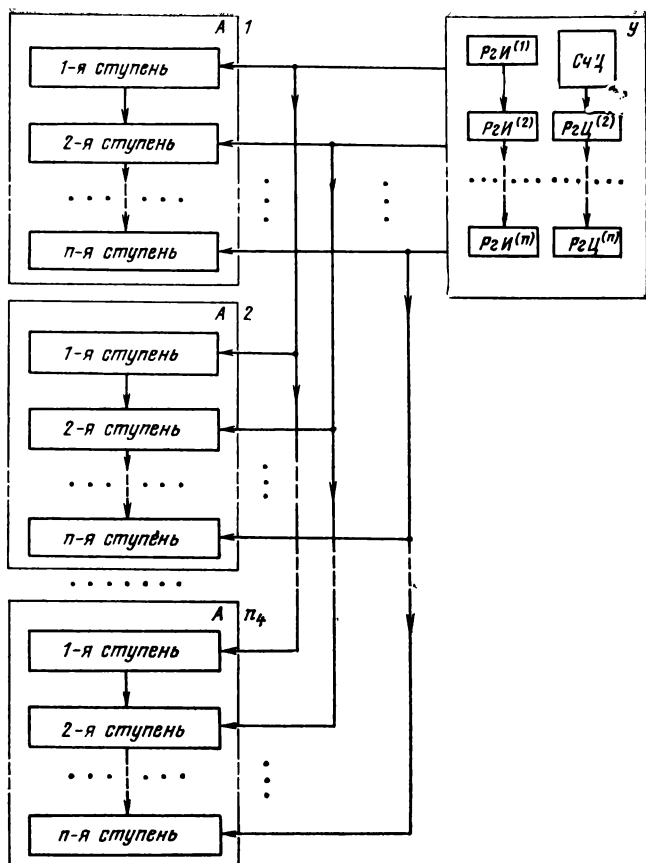 А 1
1-я ступень
2-я ступень
n-я ступень
У
РгИ(1)
СчЦ
РгИ(2)
РгЦ(2)
РгИ(n)
РгЦ(n)
А 2
1-я ступень
2-я ступень
n-я ступень
А n4
1-я ступень
2-я ступень
n-я ступень